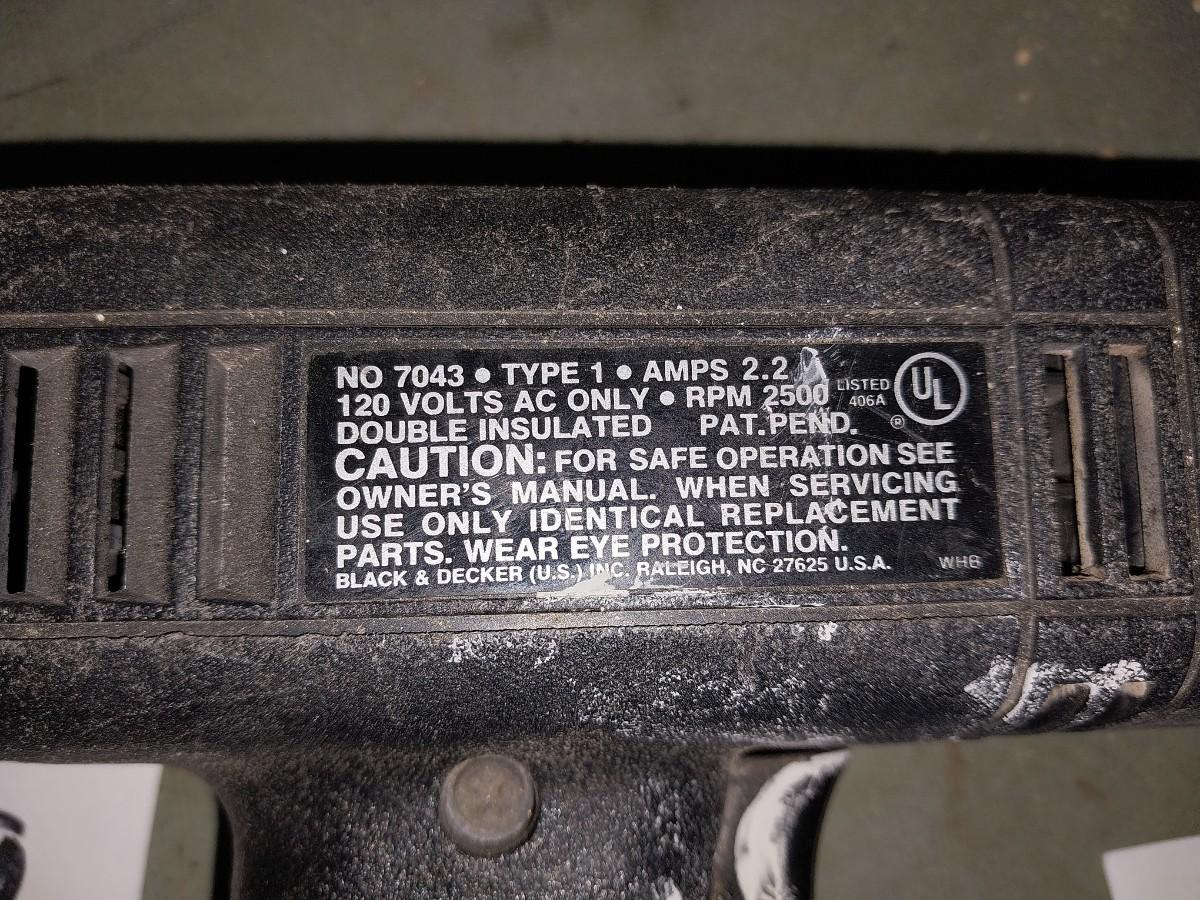 NO 7043 • TYPE 1 • AMPS 2.2
120 VOLTS AC ONLY • RPM 2500
LISTED
406A
UL
®
DOUBLE INSULATED PAT.PEND.
CAUTION: FOR SAFE OPERATION SEE
OWNER'S MANUAL. WHEN SERVICING
USE ONLY IDENTICAL REPLACEMENT
PARTS. WEAR EYE PROTECTION.
BLACK & DECKER (U.S.) INC. RALEIGH, NC 27625 U.S.A.
WHB